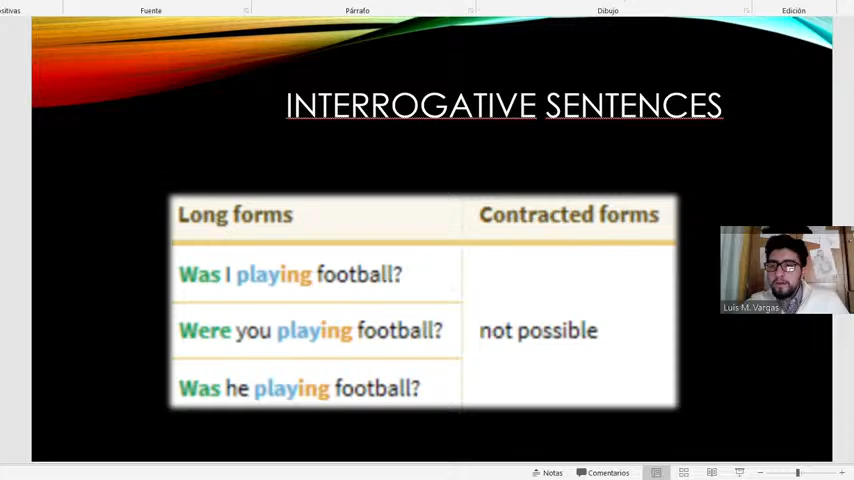 ositivas
Fuente
Párrafo
Dibujo
Edición
INTERROGATIVE SENTENCES
Long forms
Contracted forms
Was I playing football?
Were you playing football?
not possible
Was he playing football?
Luis M. Vargas
Notas
Comentarios